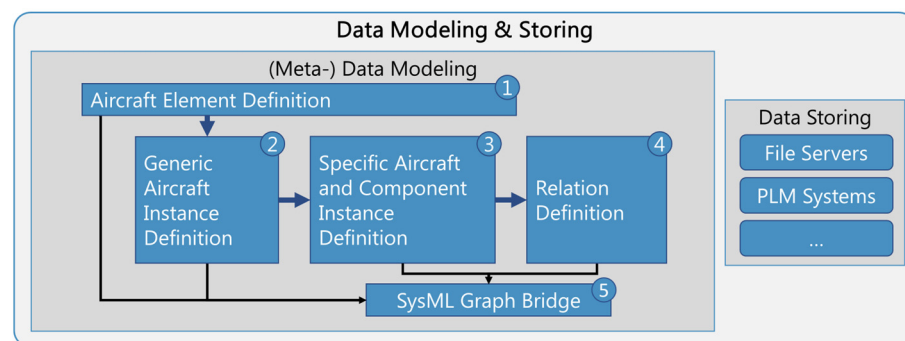 Data Modeling & Storing
(Meta-) Data Modeling
Aircraft Element Definition
1
Generic
Aircraft
Instance
Definition
2
Specific Aircraft
and Component
Instance
Definition
3
Relation
Definition
4
SysML Graph Bridge
5
Data Storing
File Servers
PLM Systems
...